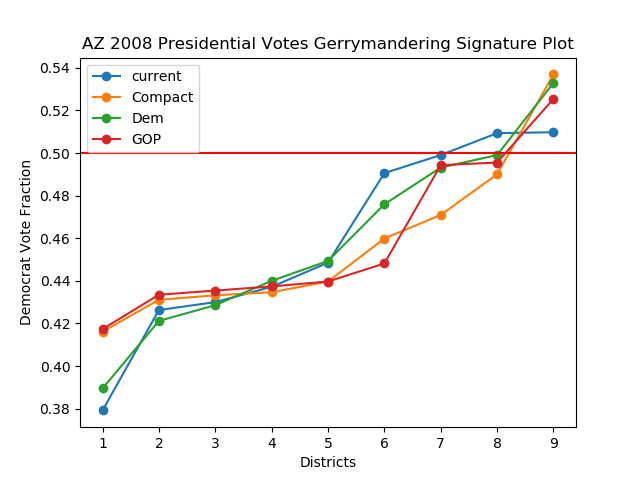 AZ 2008 Presidential Votes Gerrymandering Signature Plot
current
Compact
Dem
GOP
0.54
0.52
0.50
0.48
0.46
0.44
0.42
0.40
0.38
Democrat Vote Fraction
1 2 3 4 5 6 7 8 9
Districts